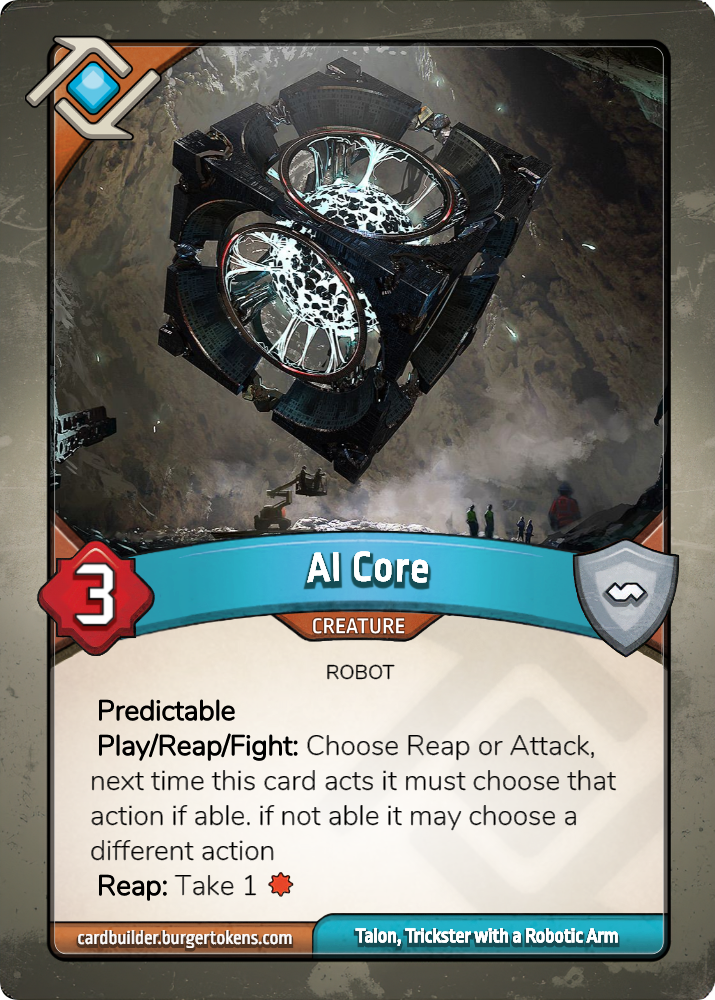 3
AI Core
~
CREATURE
ROBOT
Predictable
Play/Reap/Fight: Choose Reap or Attack,
next time this card acts it must choose that
action if able. if not able it may choose a
different action
Reap: Take 1
cardbuilder.burgertokens.com
Talon, Trickster with a Robotic Arm